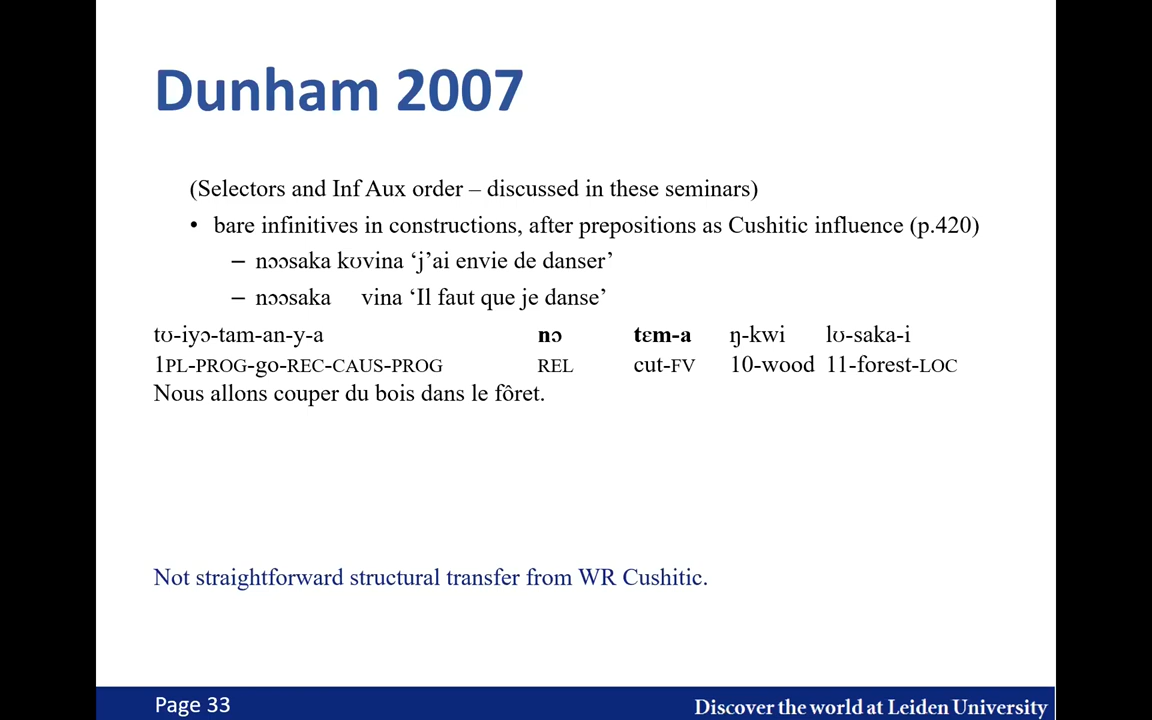 Dunham 2007
(Selectors and Inf Aux order – discussed in these seminars)
• bare infinitives in constructions, after prepositions as Cushitic influence (p.420)
– nɔɔsaka kʊvina ‘j’ai envie de danser’
– nɔɔsaka vina ‘Il faut que je danse’
tʊ-iyɔ-tam-an-y-a nɔ tɛm-a ŋ-kwi lʊ-saka-i
1PL-PROG-go-REC-CAUS-PROG REL cut-FV 10-wood 11-forest-LOC
Nous allons couper du bois dans le fôret.
Not straightforward structural transfer from WR Cushitic.
Page 33
Discover the world at Leiden University